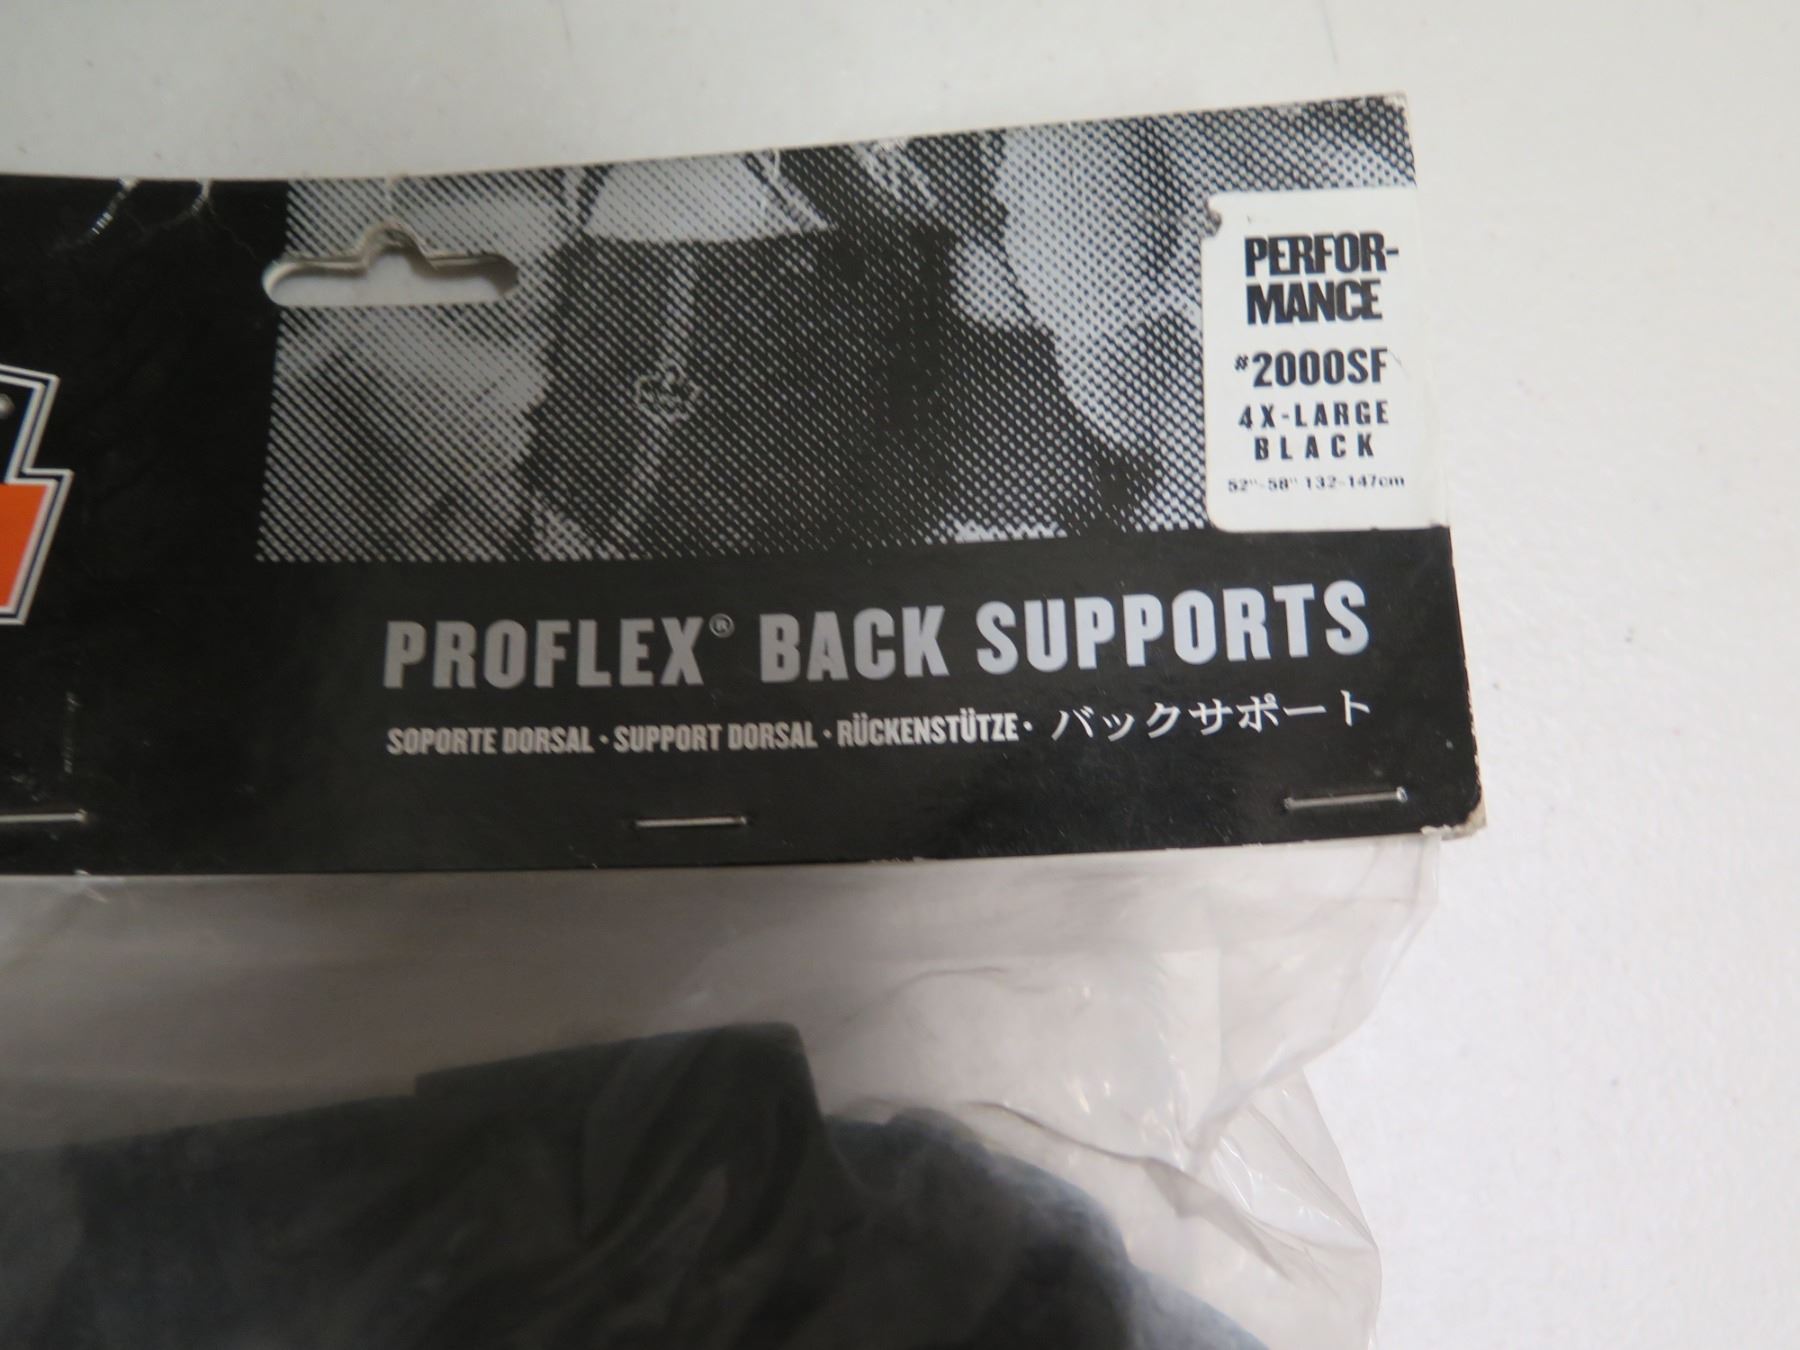 PERFOR-
MANCE
#2000SF
4X-LARGE
BLACK
52"-58" 132-147cm
PROFLEX® BACK SUPPORTS
SOPORTE DORSAL • SUPPORT DORSAL • RÜCKENSTÜTZE • バックサポート